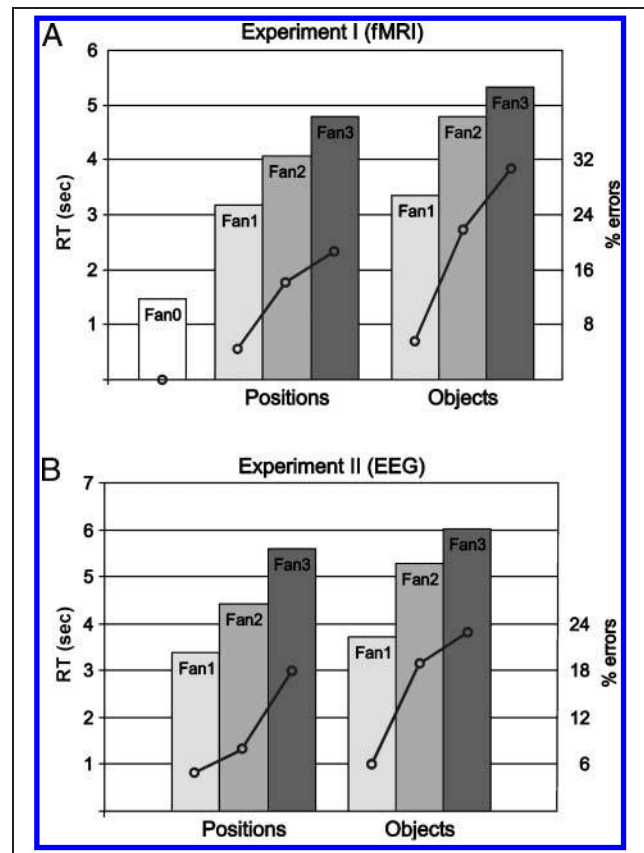 A
Experiment I (fMRI)
6
5
4
3
2
1
RT (sec)
Fan0
Fan1
Fan2
Fan3
Fan1
Fan2
Fan3
32
24
16
8
% errors
Positions
Objects
B
Experiment II (EEG)
7
6
5
4
3
2
1
RT (sec)
Fan1
Fan2
Fan3
Fan1
Fan2
Fan3
24
18
12
6
% errors
Positions
Objects